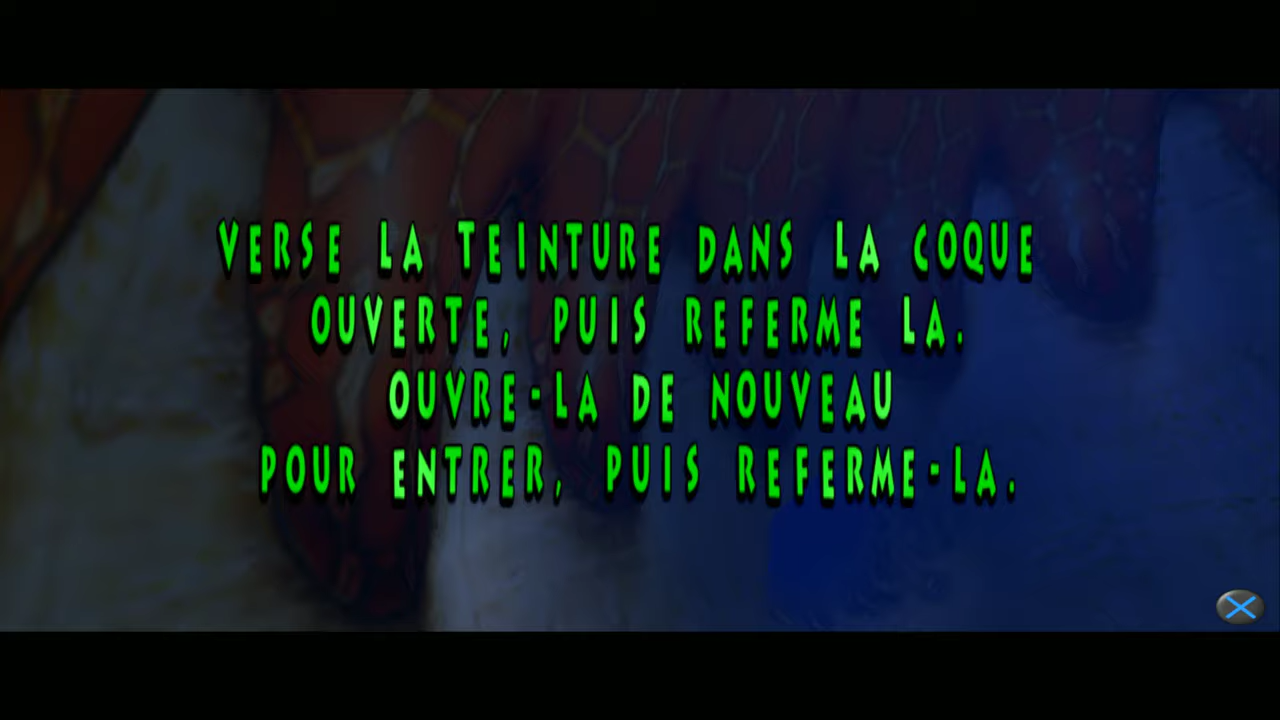 VERSE LA TEINTURE DANS LA COQUE
OUVERTE, PUIS REFERME LA.
OUVRE-LA DE NOUVEAU
POUR ENTRER, PUIS REFERME-LA.